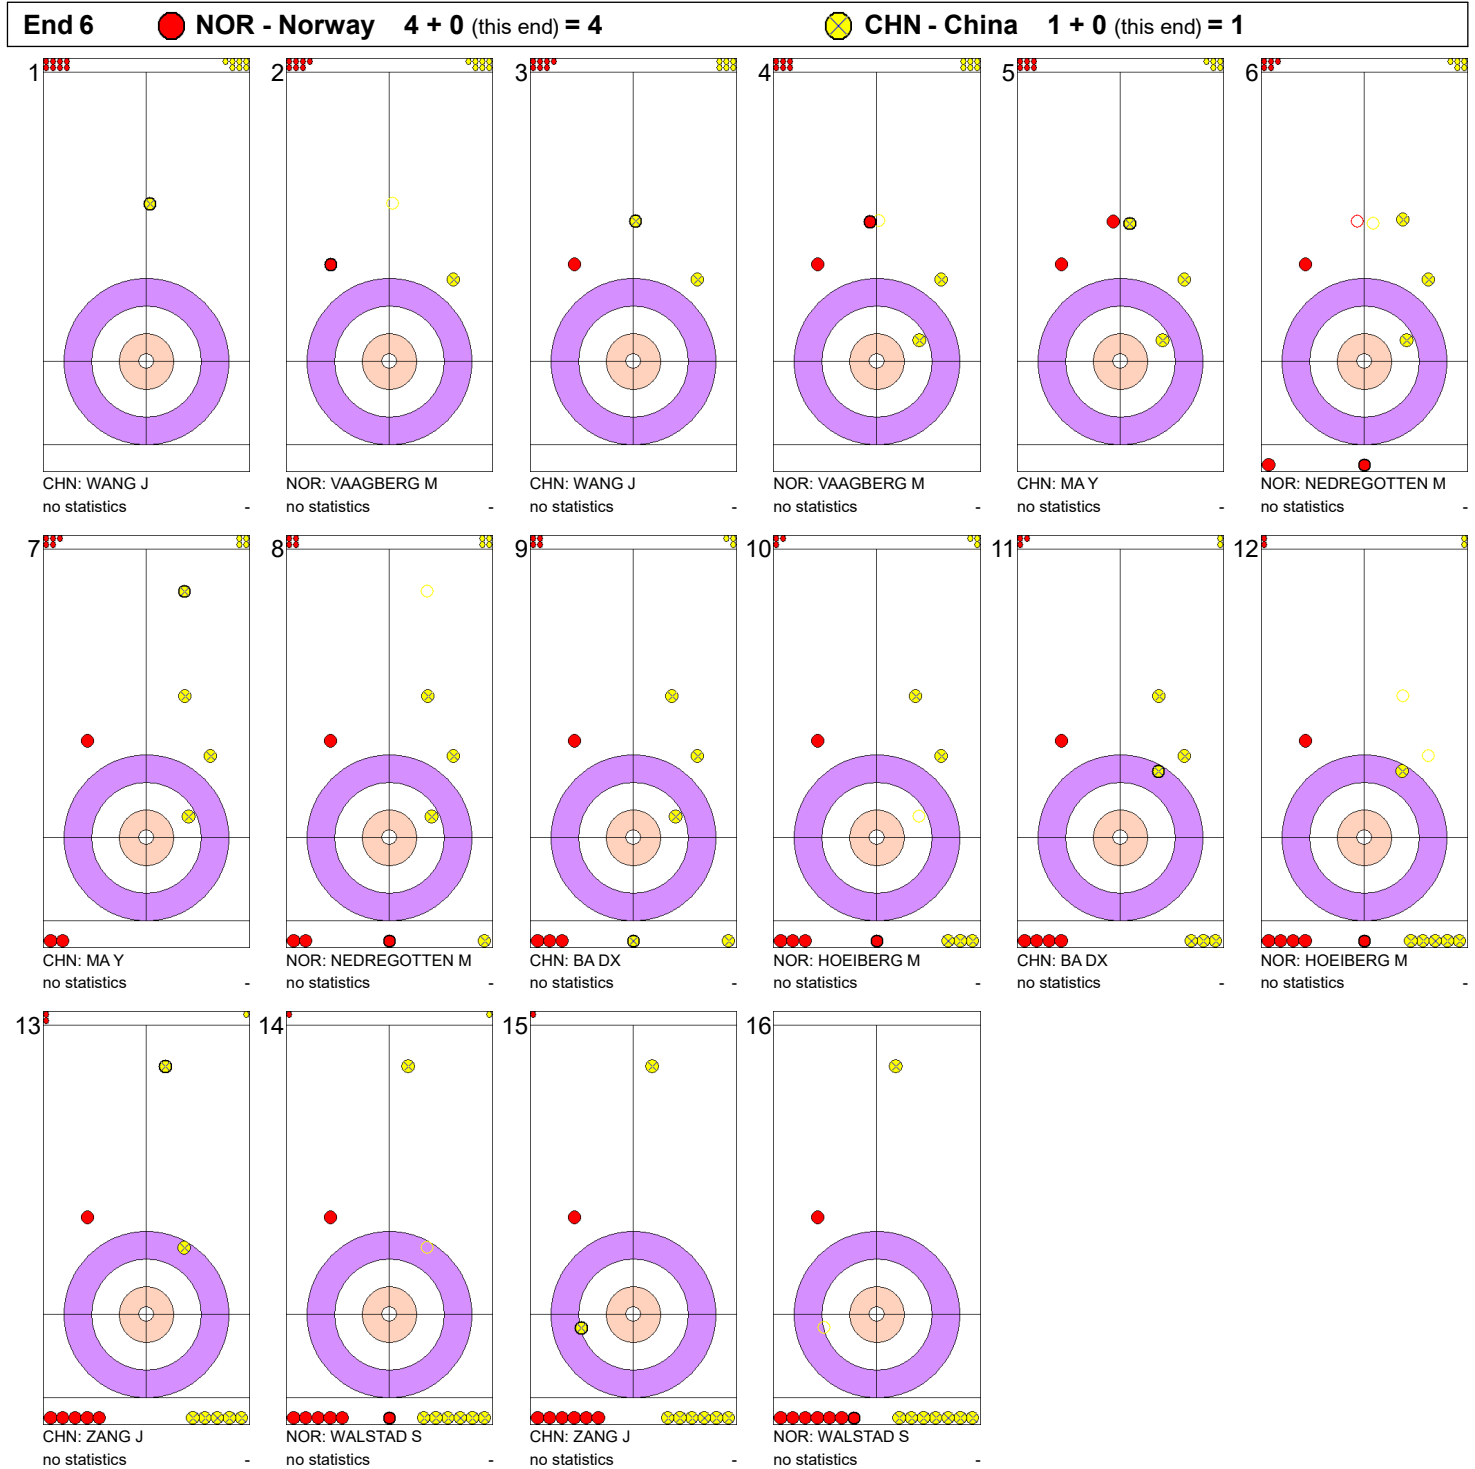 End 6 NOR - Norway 4 + 0 (this end) = 4 CHN - China 1 + 0 (this end) = 1
1 2 3 4 5 6
CHN: WANG J NOR: VAAGBERG M CHN: WANG J NOR: VAAGBERG M CHN: MA Y NOR: NEDREGOTTEN M
no statistics - no statistics - no statistics - no statistics - no statistics - no statistics -
7 8 9 10 11 12
CHN: MA Y NOR: NEDREGOTTEN M CHN: BA DX NOR: HOEIBERG M CHN: BA DX NOR: HOEIBERG M
no statistics - no statistics - no statistics - no statistics - no statistics - no statistics -
13 14 15 16
CHN: ZANG J NOR: WALSTAD S CHN: ZANG J NOR: WALSTAD S
no statistics - no statistics - no statistics - no statistics -